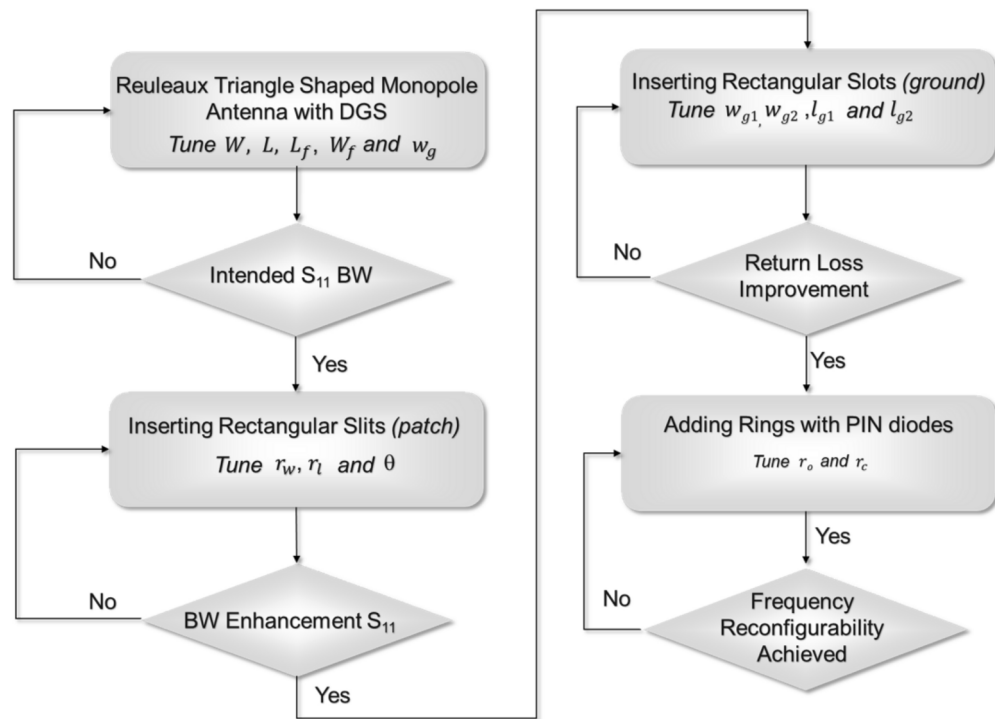 Reuleaux Triangle Shaped Monopole
Antenna with DGS
Tune W, L, L_f, W_f and w_g
No
Intended S₁₁ BW
Yes
Inserting Rectangular Slits (patch)
Tune r_w, r_l and θ
No
BW Enhancement S₁₁
Yes
Inserting Rectangular Slots (ground)
Tune w_g1, w_g2, l_g1 and l_g2
No
Return Loss
Improvement
Yes
Adding Rings with PIN diodes
Tune r_o and r_c
Yes
No
Frequency
Reconfigurability
Achieved